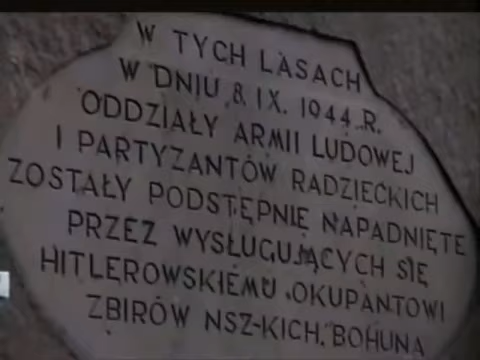 W TYCH LASACH
W DNIU 8. IX. 1944 R.
ODDZIAŁY ARMII LUDOWEJ
I PARTYZANTÓW RADZIECKICH
ZOSTAŁY PODSTĘPNIE NAPADNIĘTE
PRZEZ WYSŁUGUJĄCYCH SIĘ
HITLEROWSKIEMU OKUPANTOWI
ZBIRÓW NSZ-KICH "BOHUNA